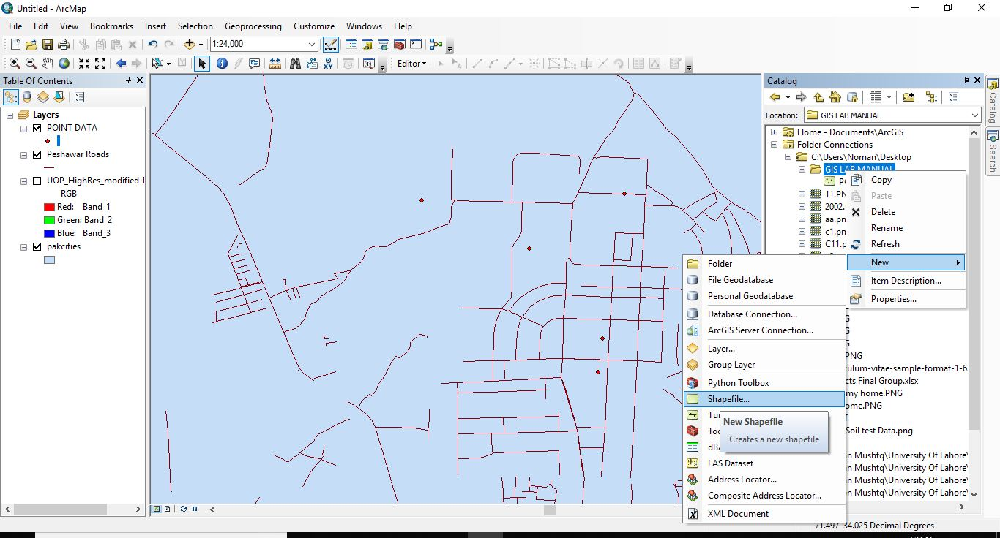 Untitled - ArcMap
File Edit View Bookmarks Insert Selection Geoprocessing Customize Windows Help
1:24,000
Editor
Table Of Contents
Layers
POINT DATA
Peshawar Roads
UOP_HighRes_modified 1
RGB
Red: Band_1
Green: Band_2
Blue: Band_3
pakcities
Catalog
Location: GIS LAB MANUAL
Home - Documents\ArcGIS
Folder Connections
C:\Users\Noman\Desktop
GIS LAB MANUAL
11.PN
2002.
aa.pn
c1.pn
C11.p
Copy
Paste
Delete
Rename
Refresh
New
Item Description...
Properties...
Folder
File Geodatabase
Personal Geodatabase
Database Connection...
ArcGIS Server Connection...
Layer...
Group Layer
Python Toolbox
Shapefile...
Tu
Too
dBA
LAS Dataset
Address Locator...
Composite Address Locator...
XML Document
New Shapefile
Creates a new shapefile
G
G
G
PNG
culum-vitae-sample-format-1-6
cts Final Group.xlsx
my home.PNG
ome.PNG
Soil test Data.png
n Mushtq\University Of Lahore\
n Mushtq\University Of Lahore\
n Mushtq\University Of Lahore\
n Mushtq\University Of Lahore\
Catalog
Search
71.497 34.025 Decimal Degrees